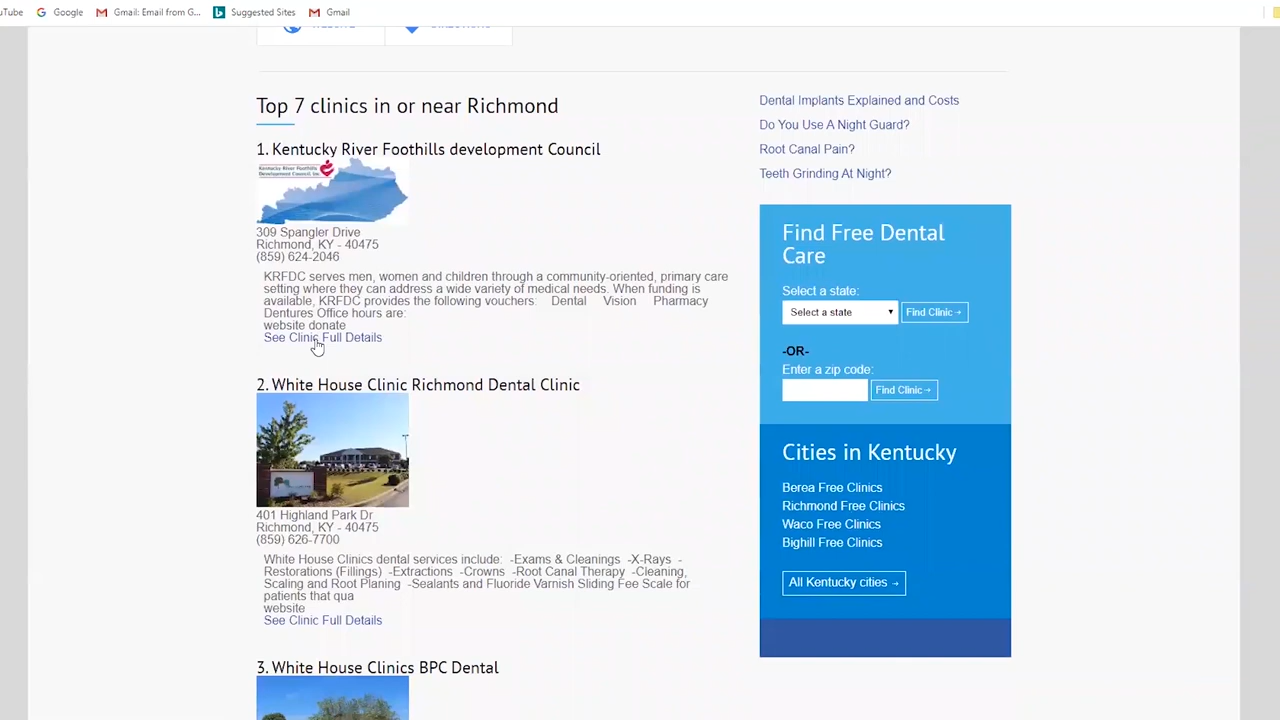 uTube Google Gmail: Email from G... Suggested Sites Gmail
Top 7 clinics in or near Richmond
1. Kentucky River Foothills development Council
Kentucky River Foothills
Development Council, Inc.
309 Spangler Drive
Richmond, KY - 40475
(859) 624-2046
KRFDC serves men, women and children through a community-oriented, primary care
setting where they can address a wide variety of medical needs. When funding is
available, KRFDC provides the following vouchers: Dental Vision Pharmacy
Dentures Office hours are:
website donate
See Clinic Full Details
2. White House Clinic Richmond Dental Clinic
401 Highland Park Dr
Richmond, KY - 40475
(859) 626-7700
White House Clinics dental services include: -Exams & Cleanings -X-Rays -
Restorations (Fillings) -Extractions -Crowns -Root Canal Therapy -Cleaning,
Scaling and Root Planing -Sealants and Fluoride Varnish Sliding Fee Scale for
patients that qua
website
See Clinic Full Details
3. White House Clinics BPC Dental
Dental Implants Explained and Costs
Do You Use A Night Guard?
Root Canal Pain?
Teeth Grinding At Night?
Find Free Dental
Care
Select a state:
Select a state Find Clinic →
-OR-
Enter a zip code:
Find Clinic →
Cities in Kentucky
Berea Free Clinics
Richmond Free Clinics
Waco Free Clinics
Bighill Free Clinics
All Kentucky cities →